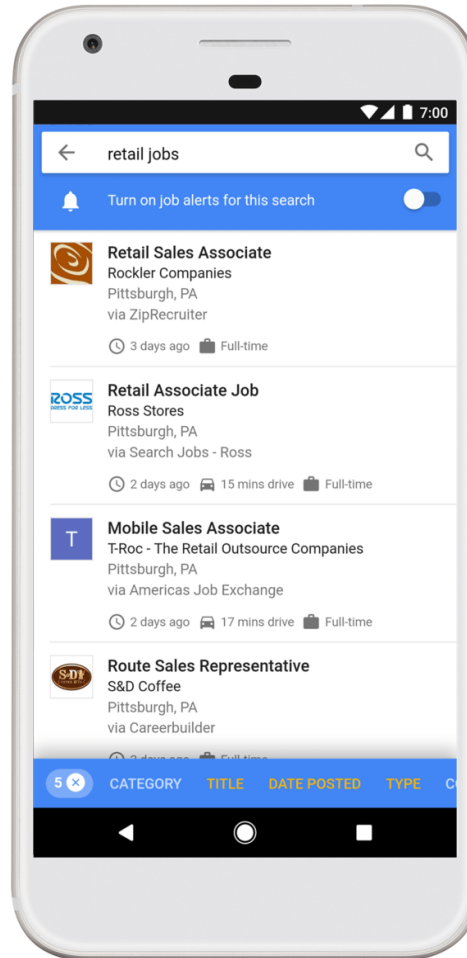 7:00
retail jobs
Turn on job alerts for this search
Retail Sales Associate
Rockler Companies
Pittsburgh, PA
via ZipRecruiter
3 days ago Full-time
ROSS
DRESS FOR LESS
Retail Associate Job
Ross Stores
Pittsburgh, PA
via Search Jobs - Ross
2 days ago 15 mins drive Full-time
T
Mobile Sales Associate
T-Roc - The Retail Outsource Companies
Pittsburgh, PA
via Americas Job Exchange
2 days ago 17 mins drive Full-time
S&D
Route Sales Representative
S&D Coffee
Pittsburgh, PA
via Careerbuilder
5 CATEGORY TITLE DATE POSTED TYPE